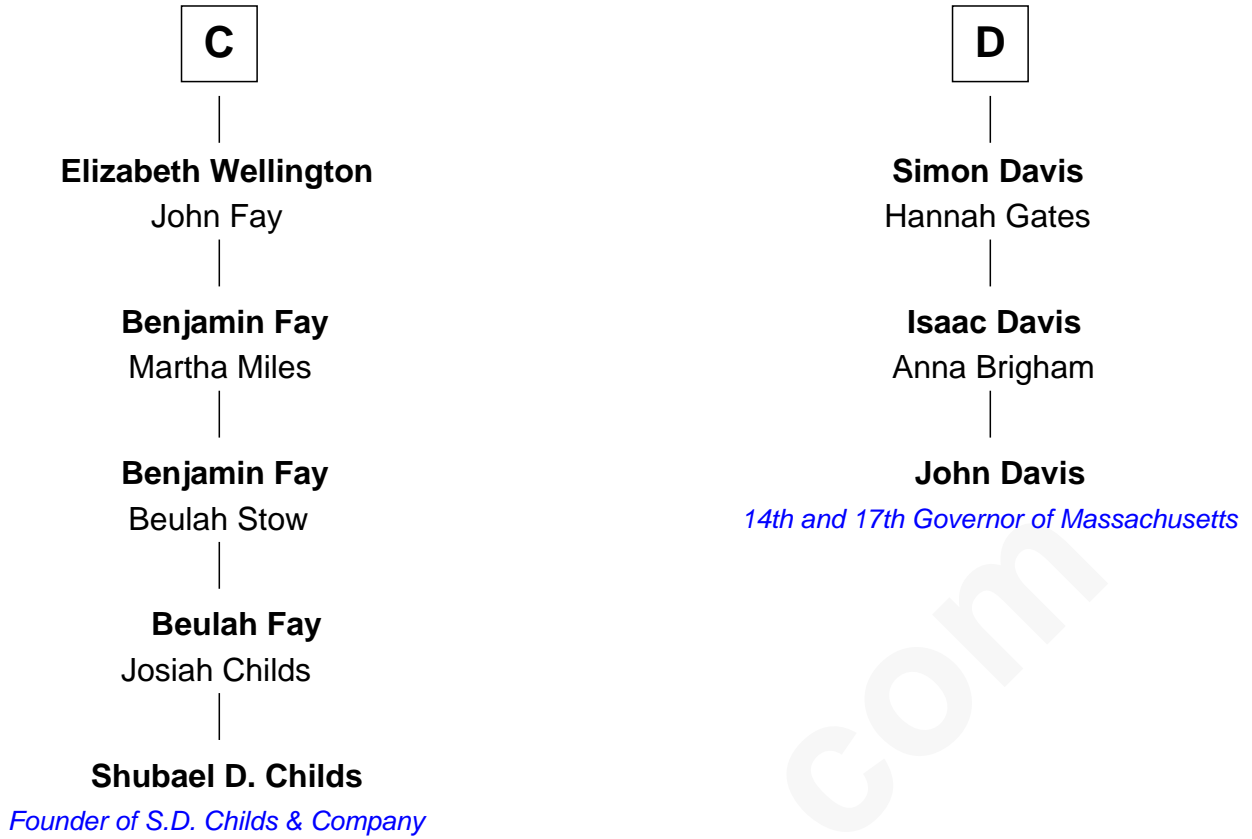 C
Elizabeth Wellington
John Fay
Benjamin Fay
Martha Miles
Benjamin Fay
Beulah Stow
Beulah Fay
Josiah Childs
Shubael D. Childs
Founder of S.D. Childs & Company
D
Simon Davis
Hannah Gates
Isaac Davis
Anna Brigham
John Davis
14th and 17th Governor of Massachusetts
com